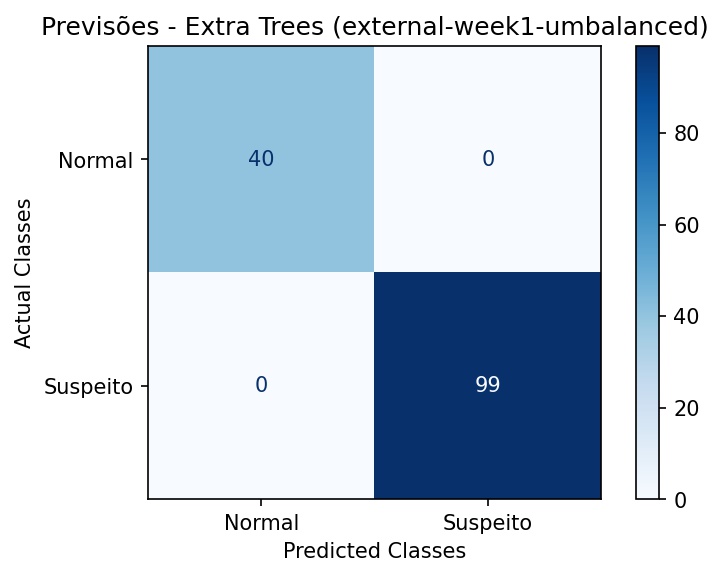 Previsões - Extra Trees (external-week1-umbalanced)
Actual Classes
Normal
40
0
Suspeito
0
99
Normal
Suspeito
Predicted Classes
80
60
40
20
0